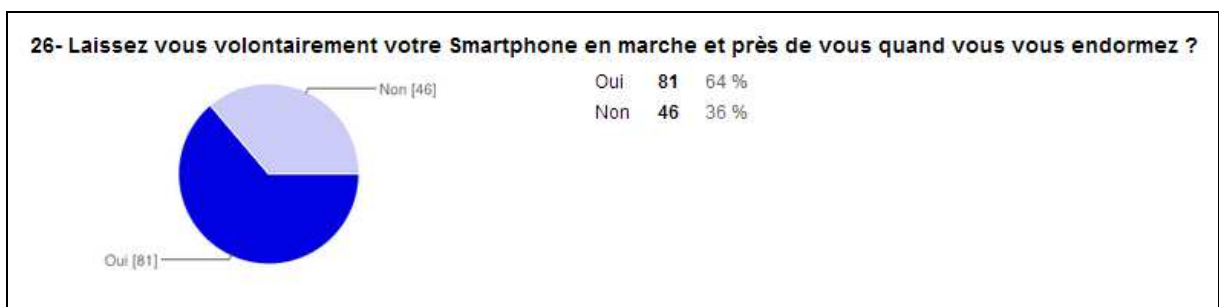 26- Laissez vous volontairement votre Smartphone en marche et près de vous quand vous vous endormez ?
Non [46]
Oui [81]
Oui 81 64 %
Non 46 36 %